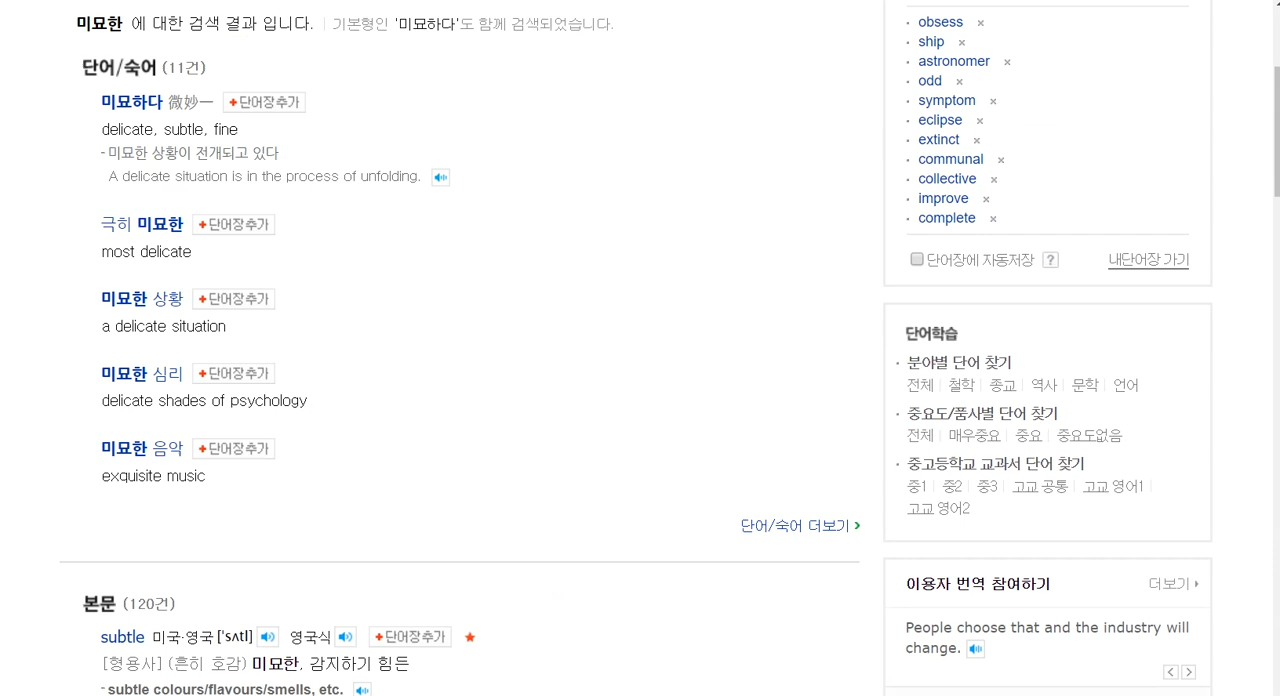 미묘한 에 대한 검색 결과 입니다. 기본형인 '미묘하다'도 함께 검색되었습니다.
단어/숙어 (11건)
미묘하다 微妙一 +단어장추가
delicate, subtle, fine
- 미묘한 상황이 전개되고 있다
A delicate situation is in the process of unfolding.
극히 미묘한 +단어장추가
most delicate
미묘한 상황 +단어장추가
a delicate situation
미묘한 심리 +단어장추가
delicate shades of psychology
미묘한 음악 +단어장추가
exquisite music
단어/숙어 더보기
본문 (120건)
subtle 미국·영국 [ˈsʌtl] 영국식 +단어장추가
[형용사] (흔히 호감) 미묘한, 감지하기 힘든
- subtle colours/flavours/smells, etc.
· obsess ×
· ship ×
· astronomer ×
· odd ×
· symptom ×
· eclipse ×
· extinct ×
· communal ×
· collective ×
· improve ×
· complete ×
단어장에 자동저장 ? 내단어장 가기
단어학습
· 분야별 단어 찾기
전체 | 철학 | 종교 | 역사 | 문학 | 언어
· 중요도/품사별 단어 찾기
전체 | 매우중요 | 중요 | 중요도없음
· 중고등학교 교과서 단어 찾기
중1 | 중2 | 중3 | 고교 공통 | 고교 영어1 |
고교 영어2
이용자 번역 참여하기 더보기
People choose that and the industry will
change.